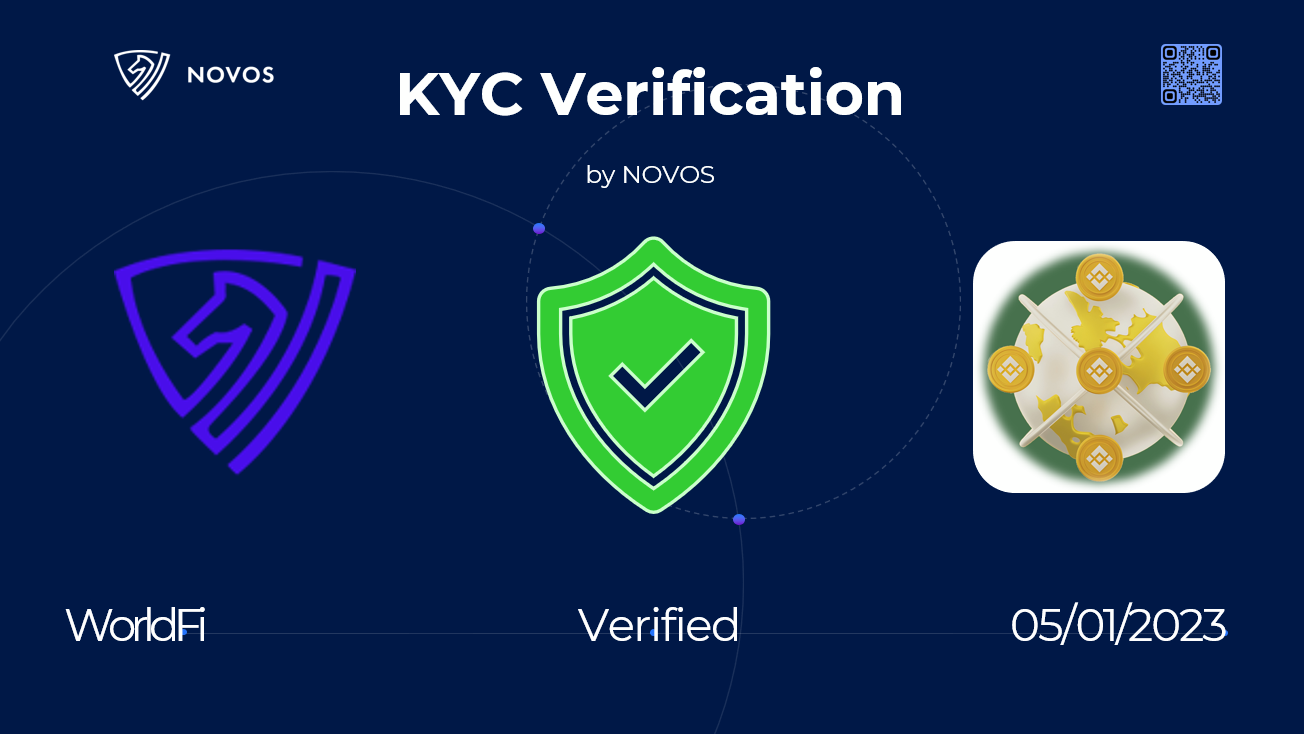 NOVOS
KYC Verification
by NOVOS
WorldFi
Verified
05/01/2023